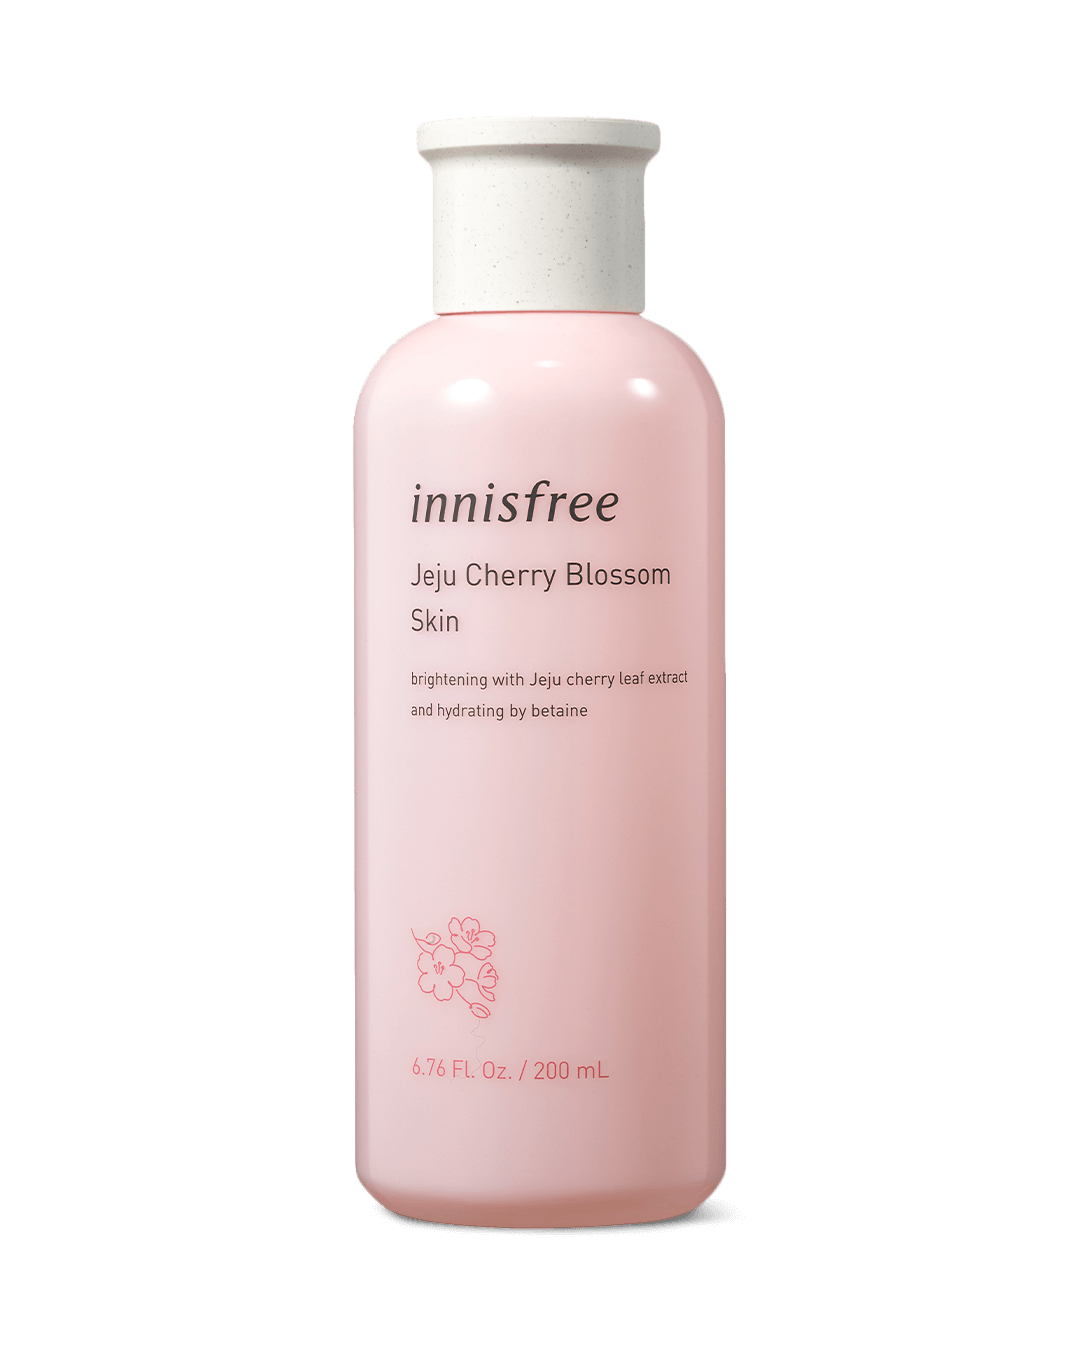 innisfree
Jeju Cherry Blossom
Skin
brightening with Jeju cherry leaf extract
and hydrating by betaine
6.76 Fl. Oz. / 200 mL